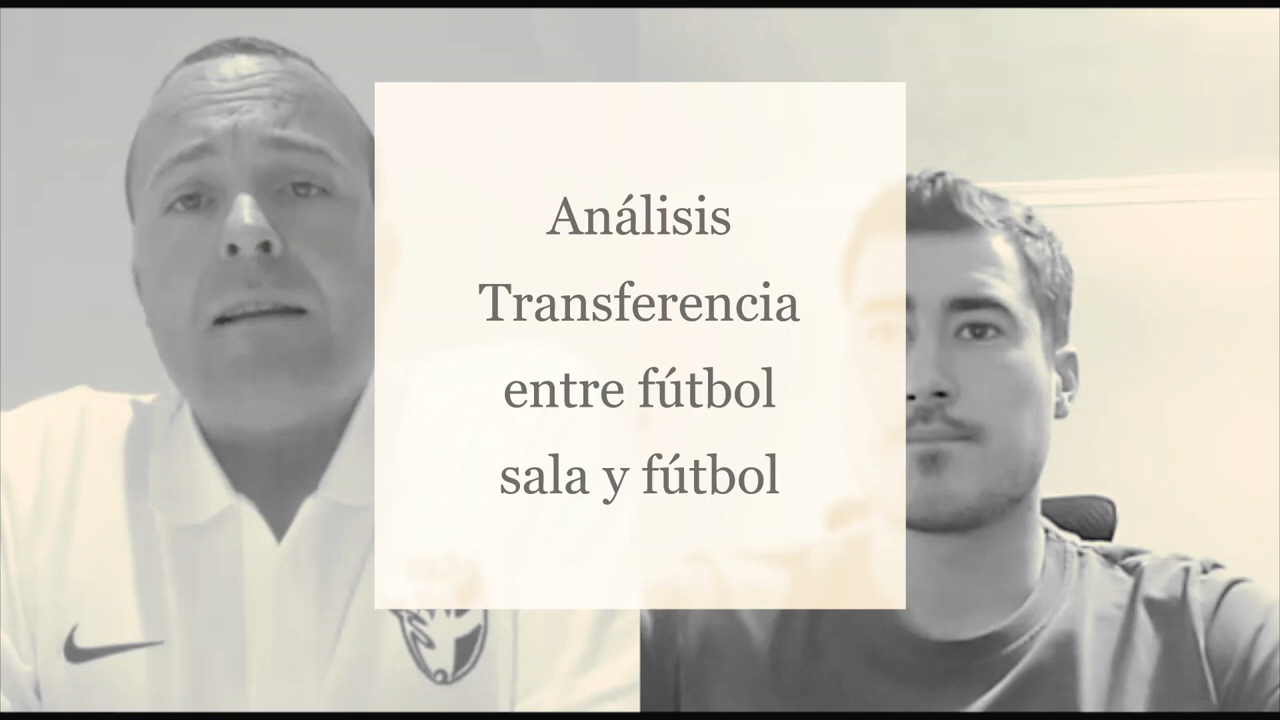 Análisis
Transferencia
entre fútbol
sala y fútbol